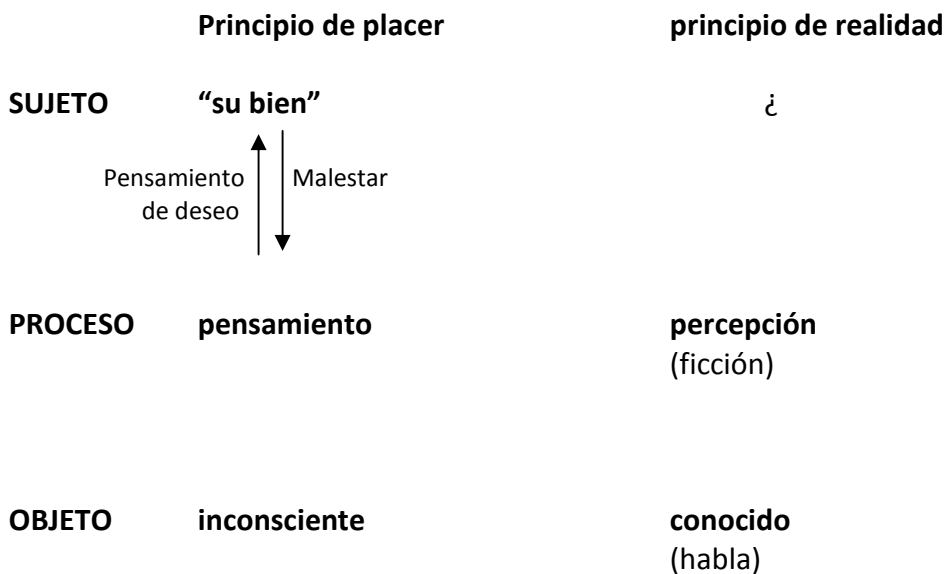 Principio de placer principio de realidad
SUJETO “su bien” ¿
Pensamiento Malestar
de deseo
PROCESO pensamiento percepción
(ficción)
OBJETO inconsciente conocido
(habla)